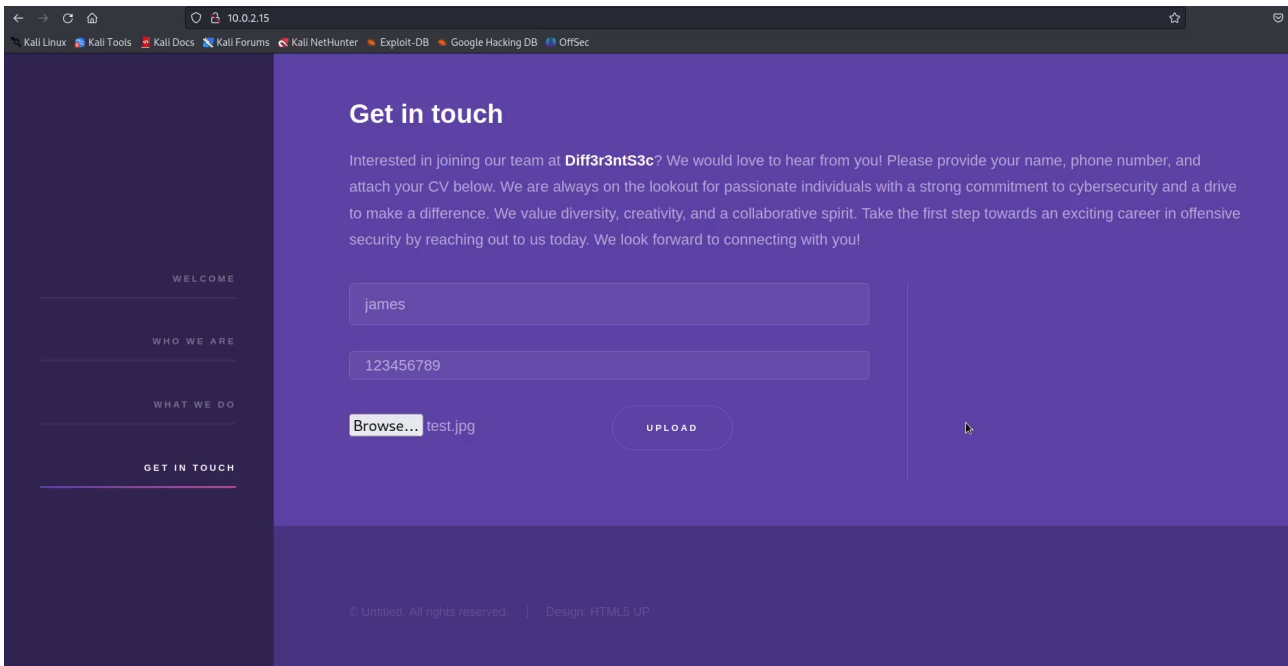 10.0.2.15
Kali Linux Kali Tools Kali Docs Kali Forums Kali NetHunter Exploit-DB Google Hacking DB OffSec
WELCOME
WHO WE ARE
WHAT WE DO
GET IN TOUCH
Get in touch
Interested in joining our team at Diff3r3ntS3c? We would love to hear from you! Please provide your name, phone number, and
attach your CV below. We are always on the lookout for passionate individuals with a strong commitment to cybersecurity and a drive
to make a difference. We value diversity, creativity, and a collaborative spirit. Take the first step towards an exciting career in offensive
security by reaching out to us today. We look forward to connecting with you!
james
123456789
Browse... test.jpg UPLOAD
© Untitled. All rights reserved. | Design: HTML5 UP